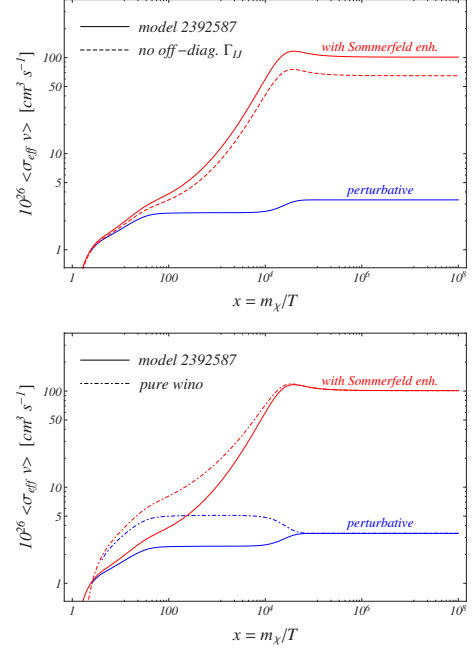 model 2392587
no off-diag. Γ_IJ
with Sommerfeld enh.
perturbative
10^26 <σ_eff v> [cm^3 s^-1]
100
50
10
5
1
1
100
10^4
10^6
10^8
x = m_χ/T
model 2392587
pure wino
with Sommerfeld enh.
perturbative
10^26 <σ_eff v> [cm^3 s^-1]
100
50
10
5
1
1
100
10^4
10^6
10^8
x = m_χ/T